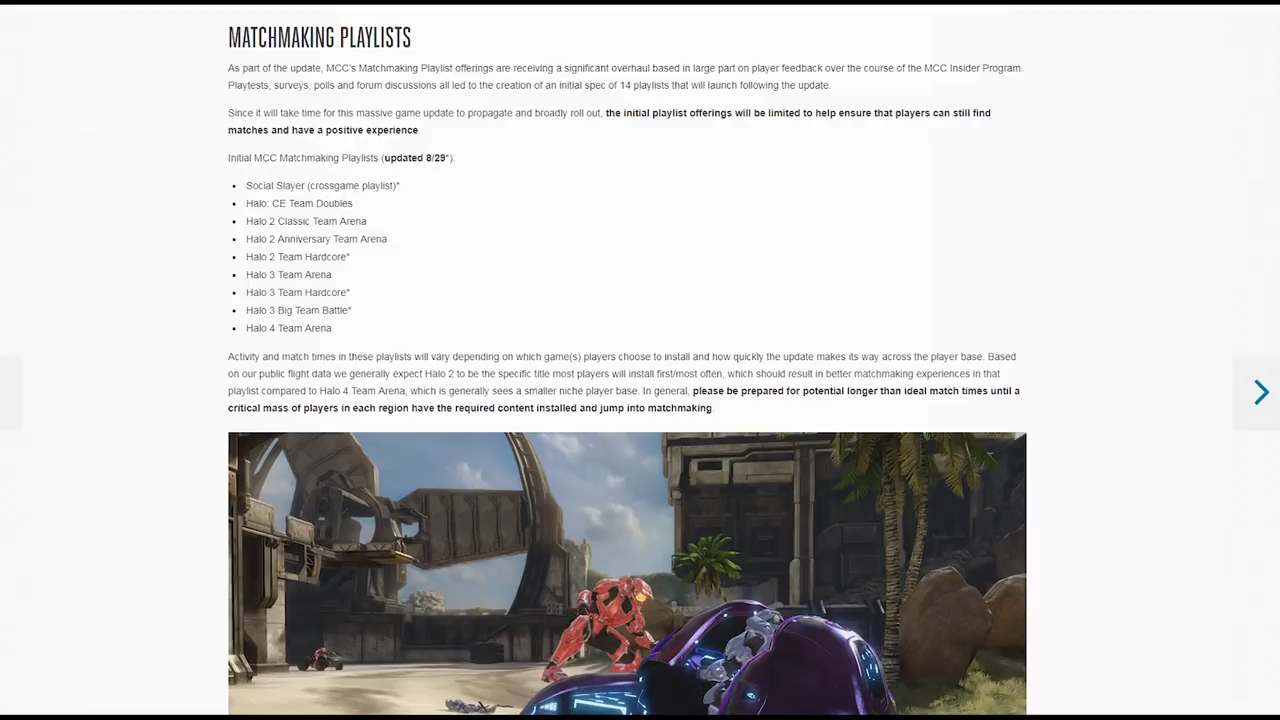 MATCHMAKING PLAYLISTS
As part of the update, MCC's Matchmaking Playlist offerings are receiving a significant overhaul based in large part on player feedback over the course of the MCC Insider Program.
Playtests, surveys, polls and forum discussions all led to the creation of an initial spec of 14 playlists that will launch following the update.
Since it will take time for this massive game update to propagate and broadly roll out, the initial playlist offerings will be limited to help ensure that players can still find
matches and have a positive experience.
Initial MCC Matchmaking Playlists (updated 8/29*):
▪ Social Slayer (crossgame playlist)*
▪ Halo: CE Team Doubles
▪ Halo 2 Classic Team Arena
▪ Halo 2 Anniversary Team Arena
▪ Halo 2 Team Hardcore*
▪ Halo 3 Team Arena
▪ Halo 3 Team Hardcore*
▪ Halo 3 Big Team Battle*
▪ Halo 4 Team Arena
Activity and match times in these playlists will vary depending on which game(s) players choose to install and how quickly the update makes its way across the player base. Based
on our public flight data we generally expect Halo 2 to be the specific title most players will install first/most often, which should result in better matchmaking experiences in that
playlist compared to Halo 4 Team Arena, which is generally sees a smaller niche player base. In general, please be prepared for potential longer than ideal match times until a
critical mass of players in each region have the required content installed and jump into matchmaking.